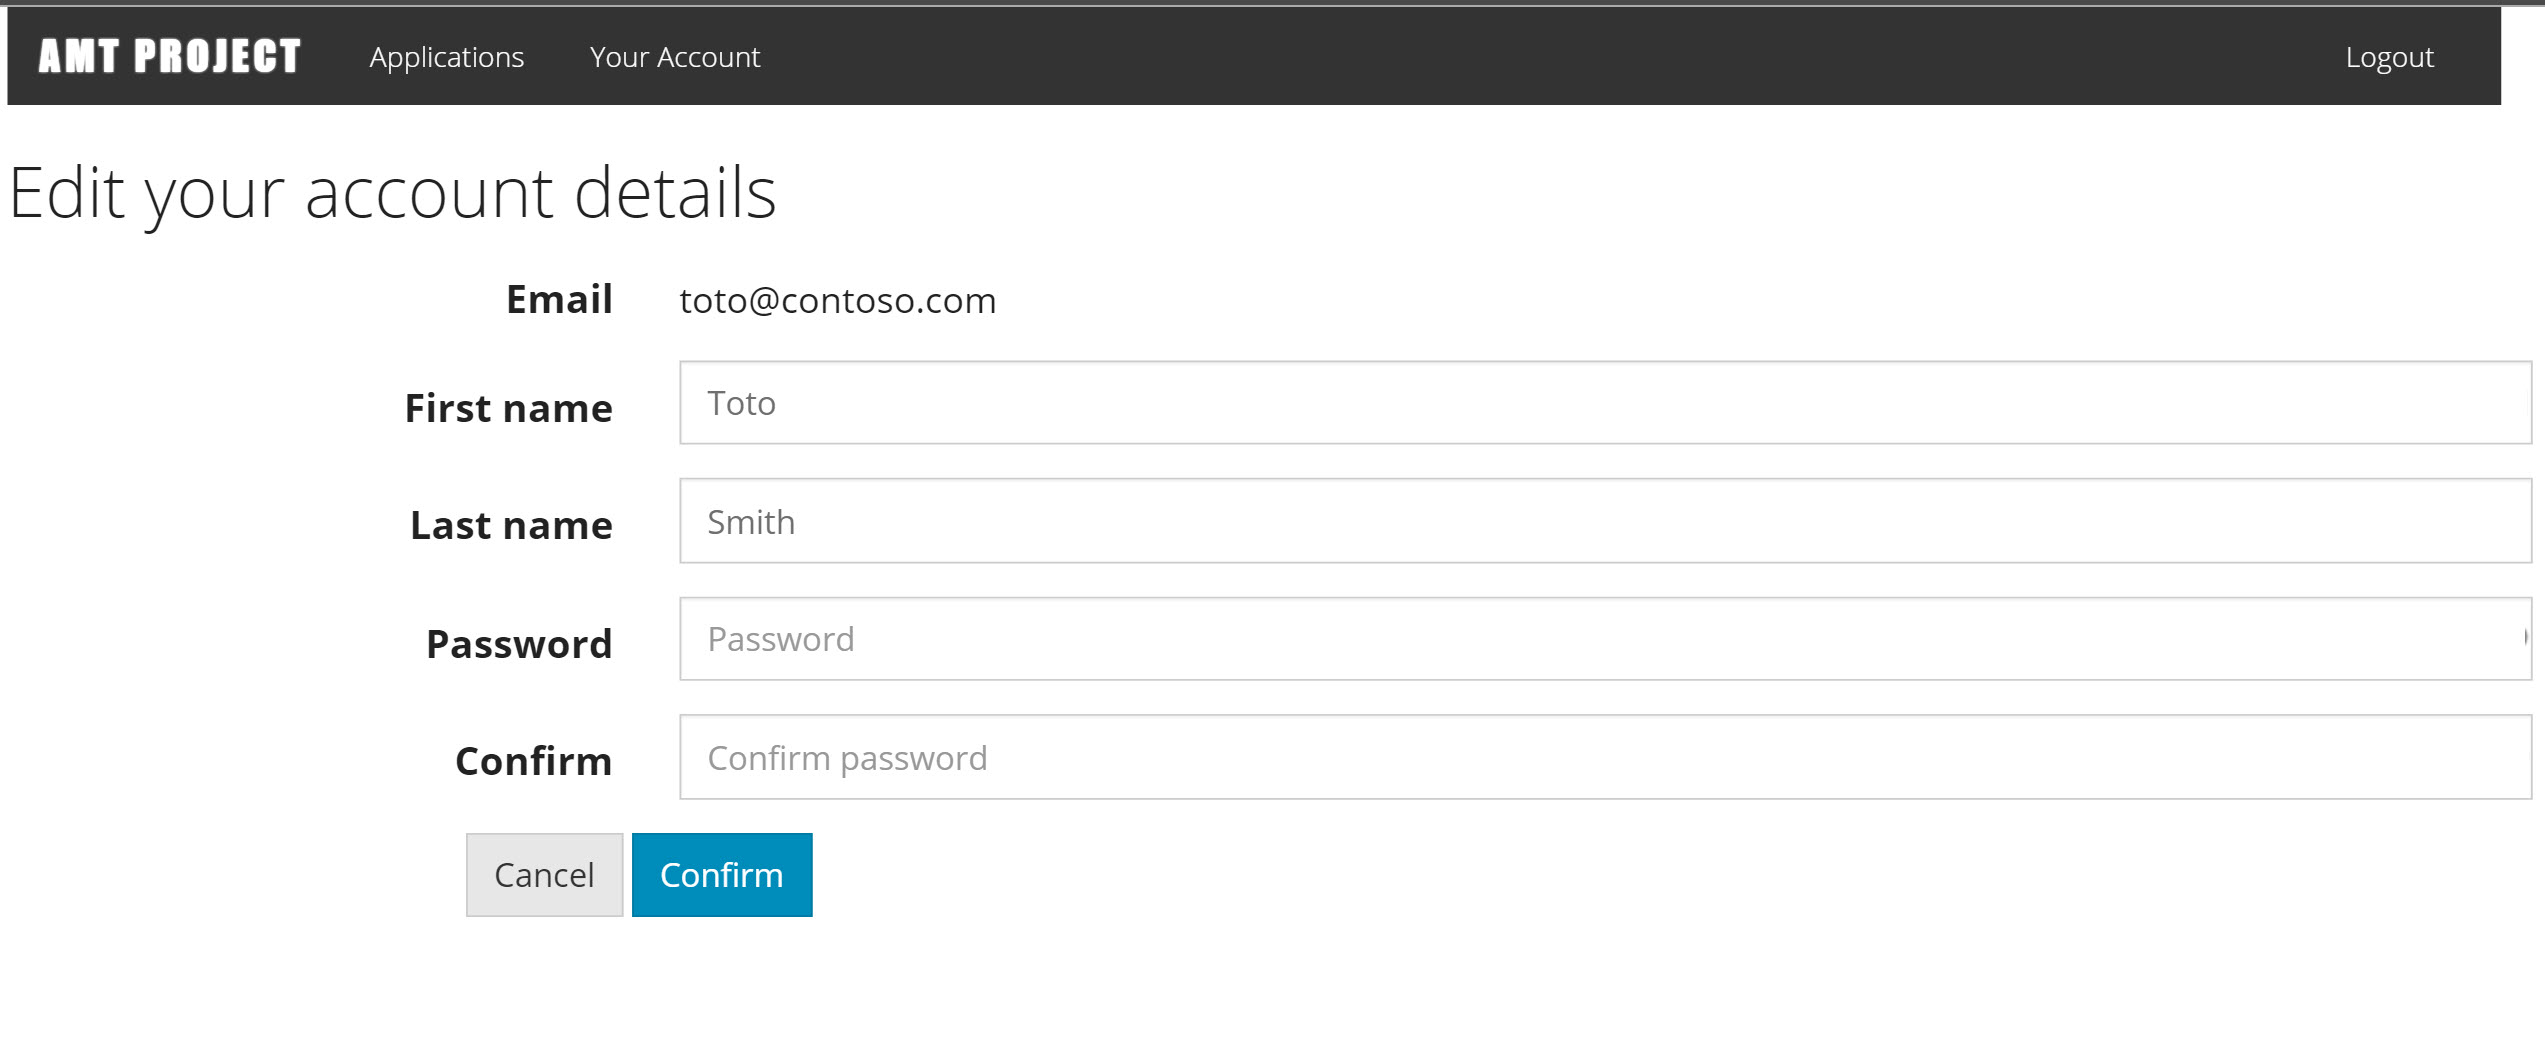 AMT PROJECT Applications Your Account Logout
Edit your account details
Email toto@contoso.com
First name Toto
Last name Smith
Password Password
Confirm Confirm password
Cancel Confirm